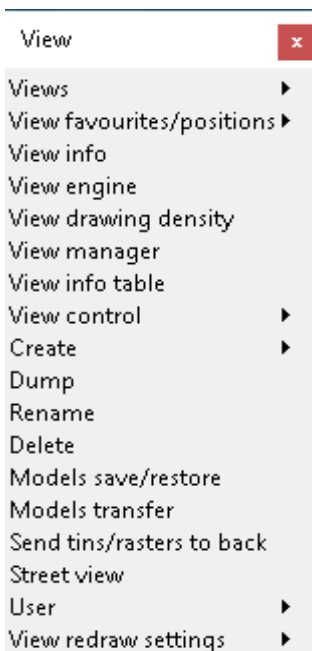 View
x
Views
View favourites/positions
View info
View engine
View drawing density
View manager
View info table
View control
Create
Dump
Rename
Delete
Models save/restore
Models transfer
Send tins/rasters to back
Street view
User
View redraw settings